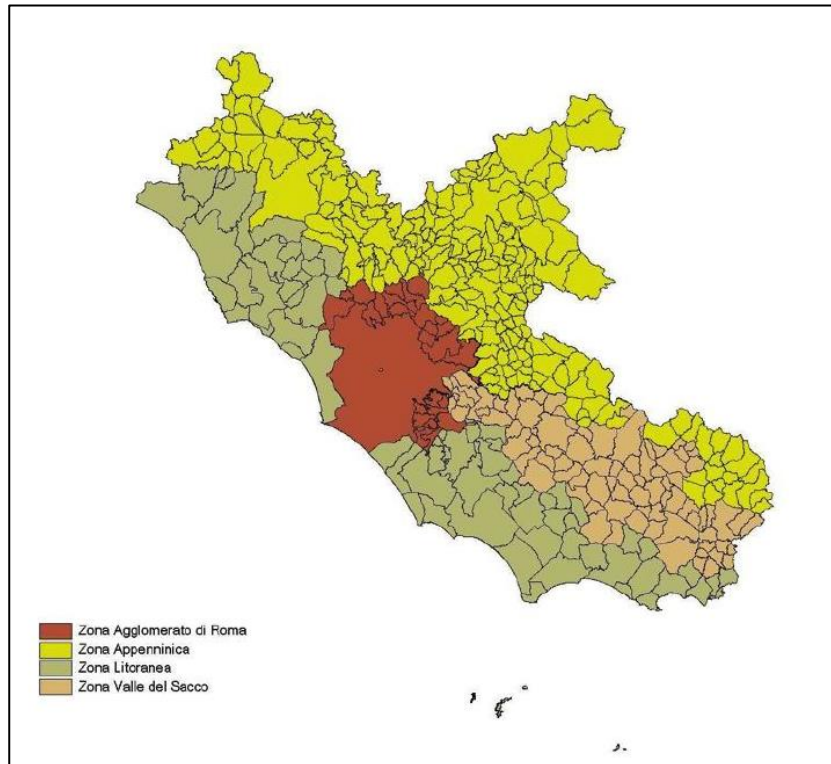 Zona Agglomerato di Roma
Zona Appenninica
Zona Litoranea
Zona Valle del Sacco